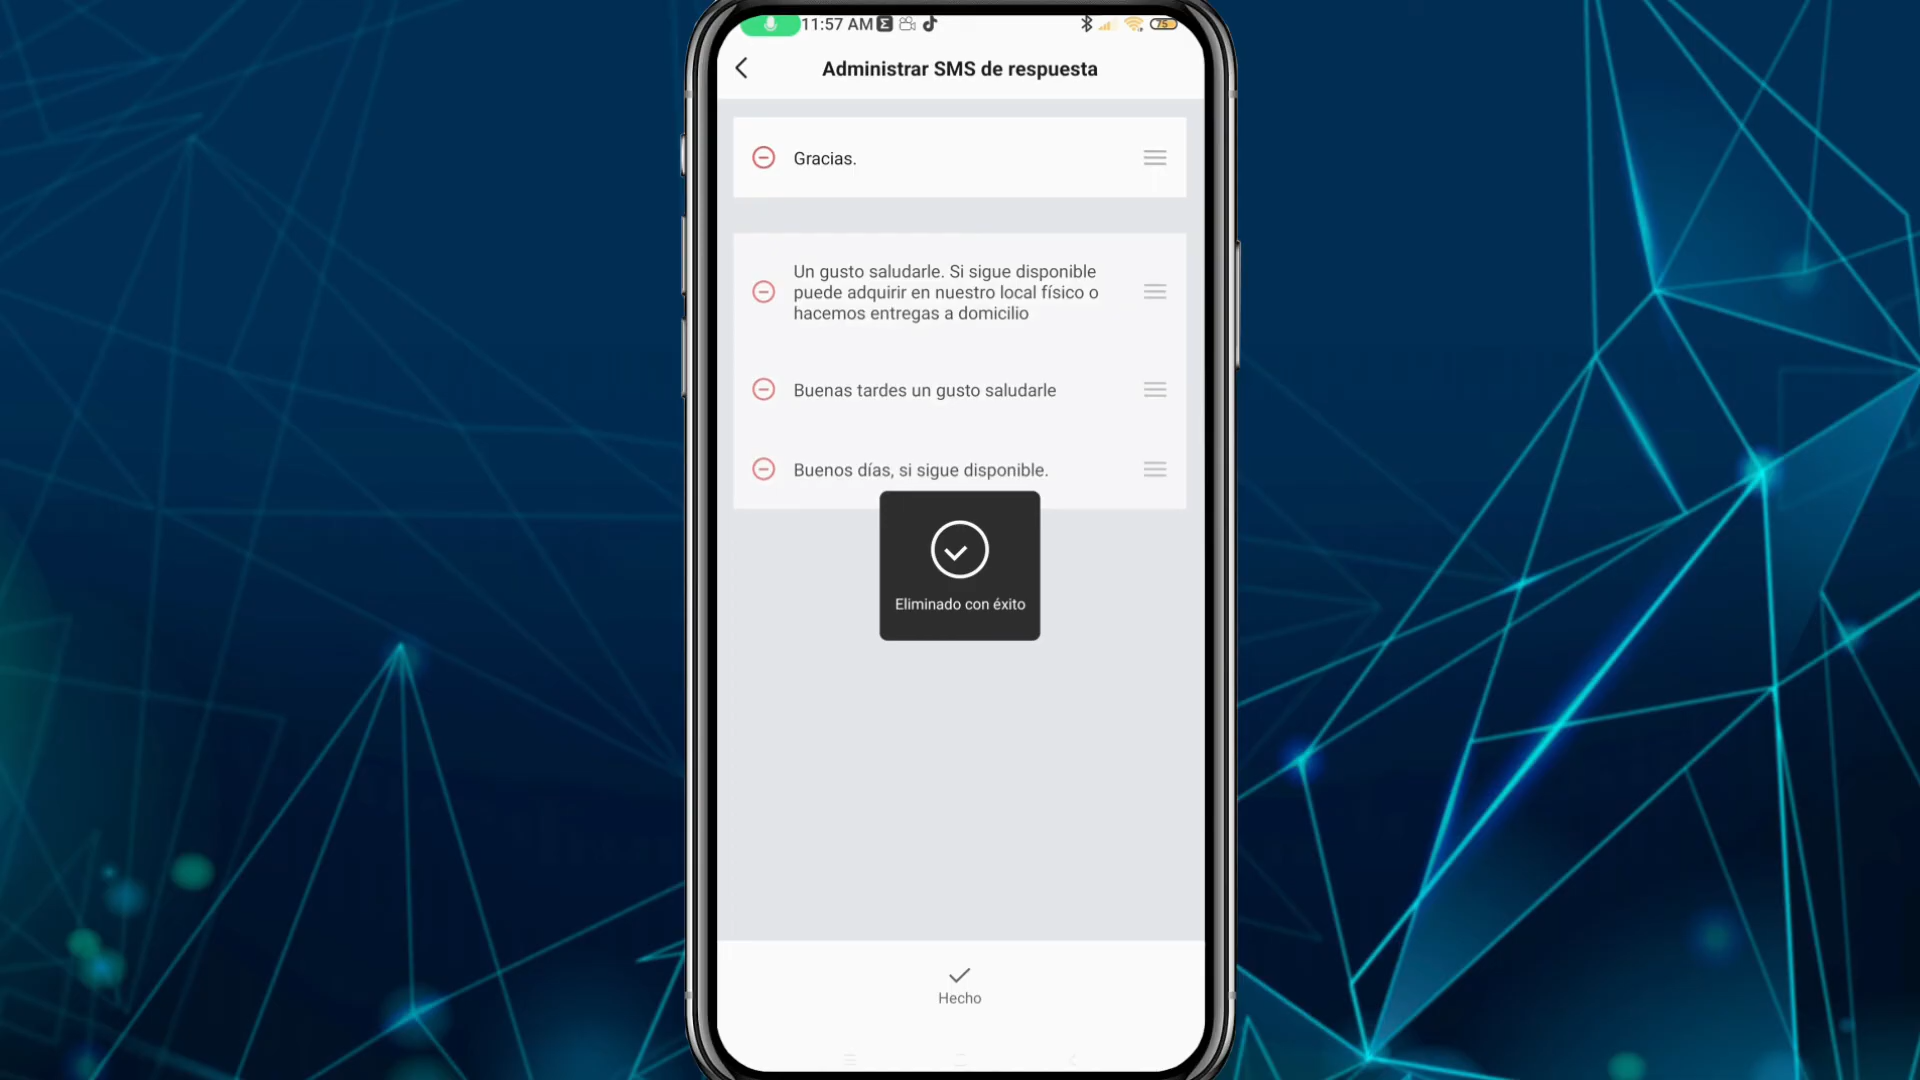 11:57 AM
75
Administrar SMS de respuesta
Gracias.
Un gusto saludarle. Si sigue disponible
puede adquirir en nuestro local físico o
hacemos entregas a domicilio
Buenas tardes un gusto saludarle
Buenos días, si sigue disponible.
Eliminado con éxito
Hecho